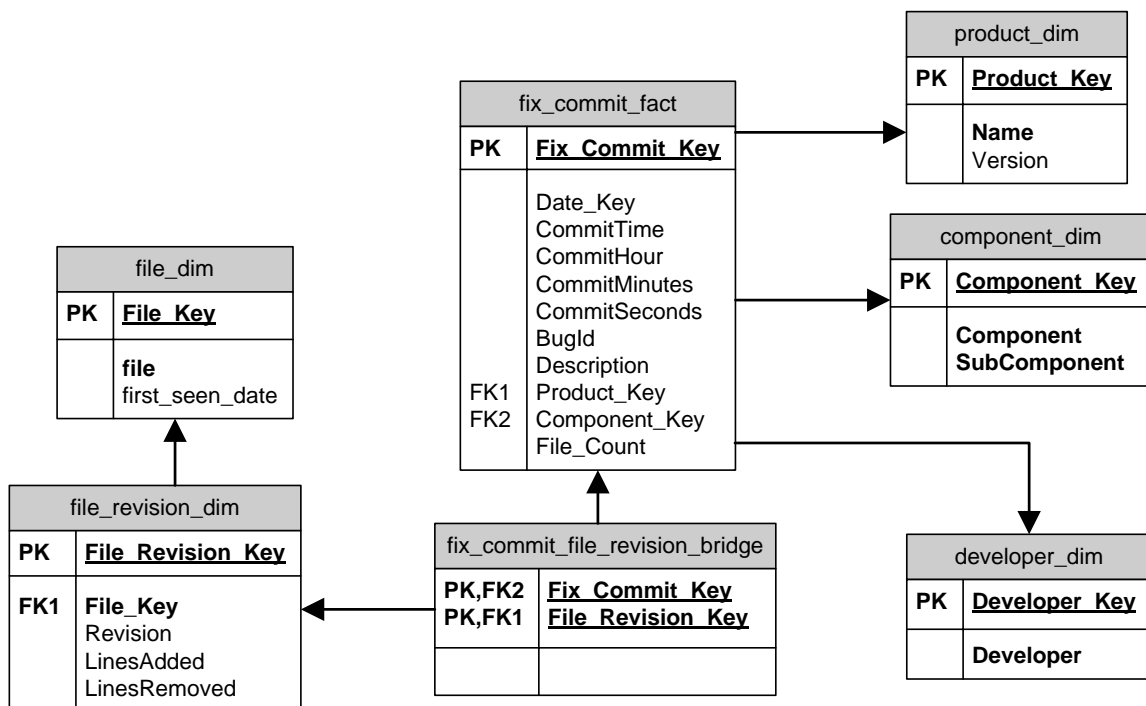 product_dim
PK Product_Key
Name
Version
fix_commit_fact
PK Fix_Commit_Key
Date_Key
CommitTime
CommitHour
CommitMinutes
CommitSeconds
BugId
Description
FK1 Product_Key
FK2 Component_Key
File_Count
component_dim
PK Component_Key
Component
SubComponent
file_dim
PK File_Key
file
first_seen_date
file_revision_dim
PK File_Revision_Key
FK1 File_Key
Revision
LinesAdded
LinesRemoved
fix_commit_file_revision_bridge
PK,FK2 Fix_Commit_Key
PK,FK1 File_Revision_Key
developer_dim
PK Developer_Key
Developer